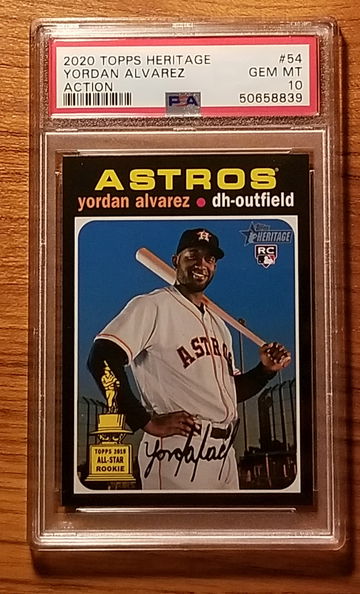 2020 TOPPS HERITAGE #54
YORDAN ALVAREZ GEM MT
ACTION 10
PSA 50658839
ASTROS
yordan alvarez • dh-outfield
Topps
HERITAGE
RC
ASTROS
TOPPS 2019
ALL-STAR
ROOKIE